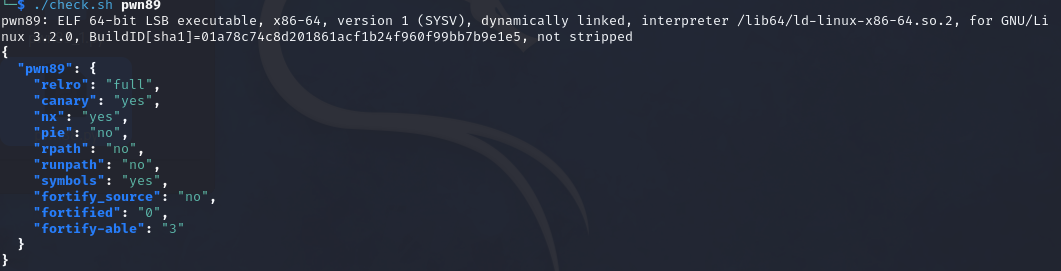 └─$ ./check.sh pwn89
pwn89: ELF 64-bit LSB executable, x86-64, version 1 (SYSV), dynamically linked, interpreter /lib64/ld-linux-x86-64.so.2, for GNU/Li
nux 3.2.0, BuildID[sha1]=01a78c74c8d201861acf1b24f960f99bb7b9e1e5, not stripped
{
  "pwn89": {
    "relro": "full",
    "canary": "yes",
    "nx": "yes",
    "pie": "no",
    "rpath": "no",
    "runpath": "no",
    "symbols": "yes",
    "fortify_source": "no",
    "fortified": "0",
    "fortify-able": "3"
  }
}